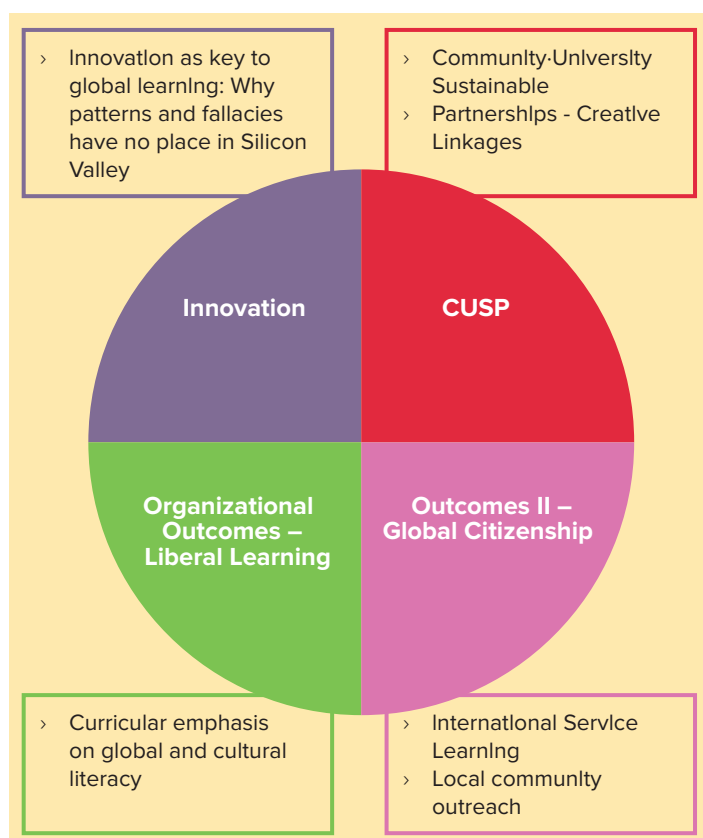 › Innovation as key to
global learning: Why
patterns and fallacies
have no place in Silicon
Valley
› Community·University
Sustainable
› Partnerships - Creative
Linkages
Innovation
CUSP
Organizational
Outcomes –
Liberal Learning
Outcomes II –
Global Citizenship
› Curricular emphasis
on global and cultural
literacy
› International Service
Learning
› Local community
outreach